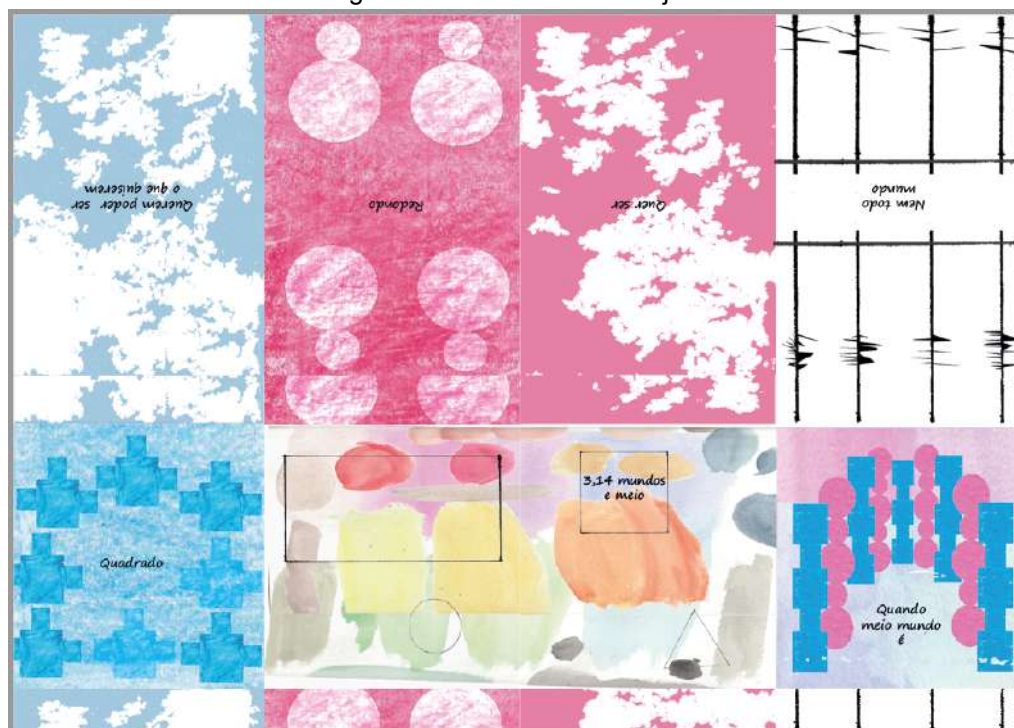 Querem poder ser
o que quiserem
Redondo
Quer ser
Nem todo
mundo
Quadrado
3,14 mundos
e meio
Quando
meio mundo
é